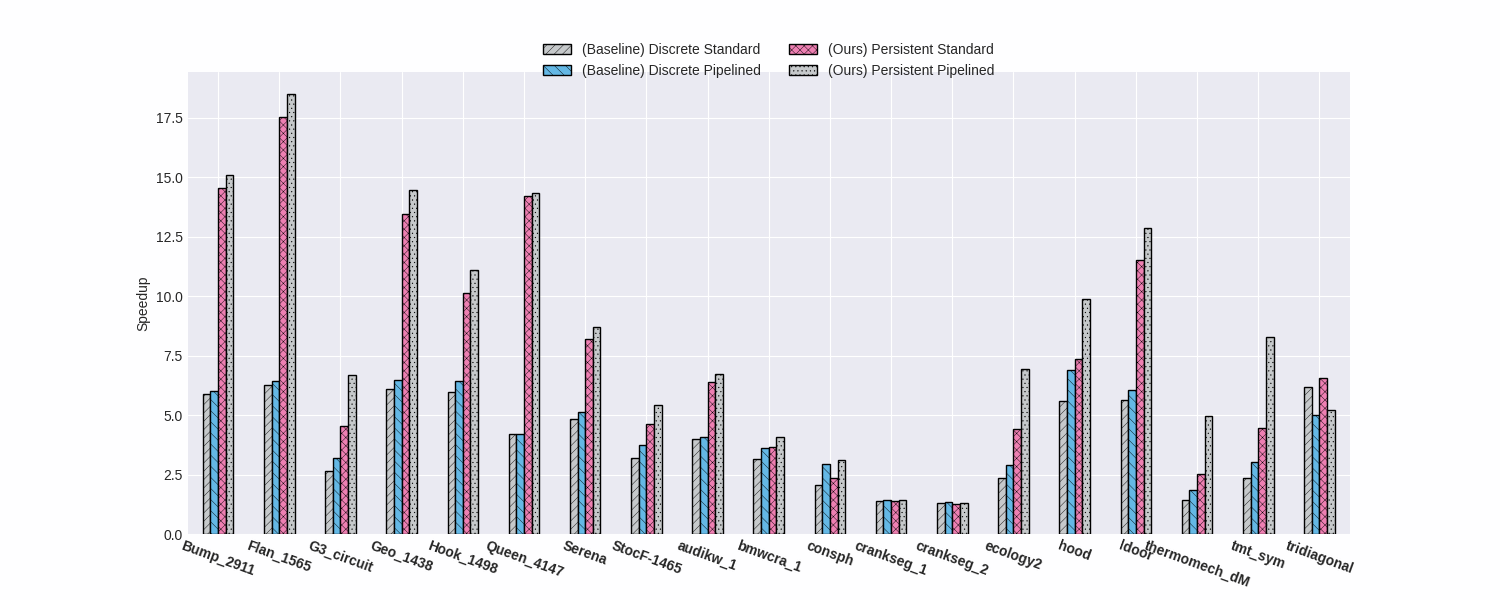 (Baseline) Discrete Standard
(Baseline) Discrete Pipelined
(Ours) Persistent Standard
(Ours) Persistent Pipelined
Speedup
17.5
15.0
12.5
10.0
7.5
5.0
2.5
0.0
Bump_2911
Flan_1565
G3_circuit
Geo_1438
Hook_1498
Queen_4147
Serena
StocF-1465
audikw_1
bmwcra_1
consph
crankseg_1
crankseg_2
ecology2
hood
ldoor
thermomech_dM
tmt_sym
tridiagonal